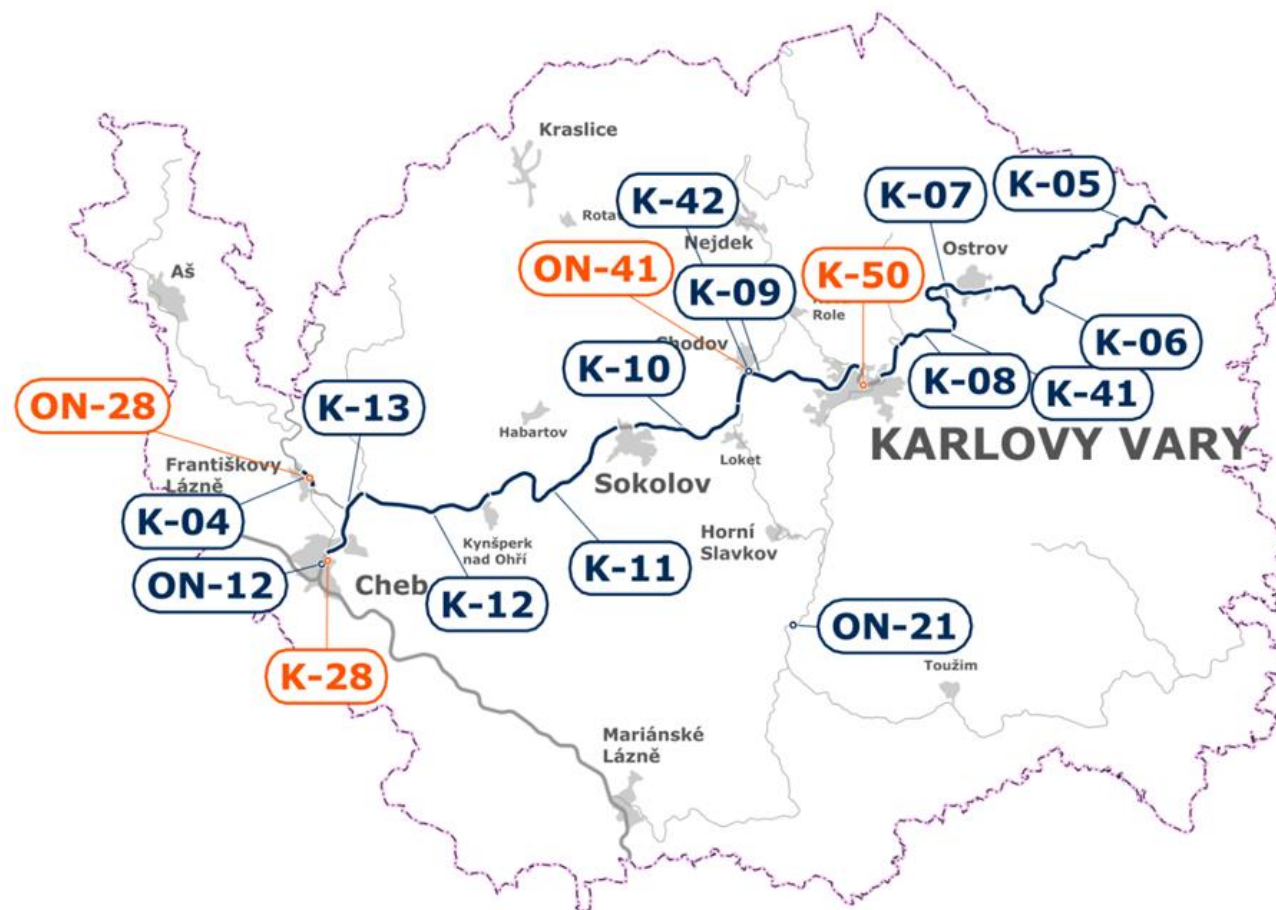 Kraslice
K-42
K-07
K-05
Nejdek
Ostrov
Aš
ON-41
K-09
K-50
Role
Chodov
K-06
K-10
K-08
K-41
ON-28
K-13
Habartov
Loket
KARLOVY VARY
Františkovy
Lázně
Sokolov
K-04
Kynšperk
nad Ohří
Horní
Slavkov
K-11
ON-12
Cheb
K-12
ON-21
K-28
Toužim
Mariánské
Lázně